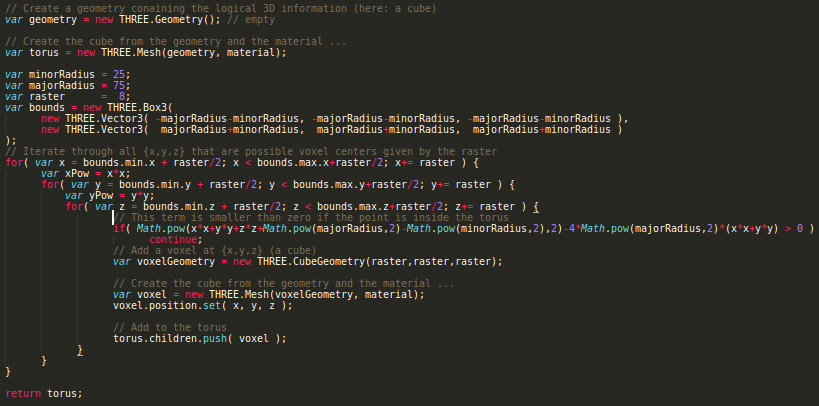 // Create a geometry conaining the logical 3D information (here: a cube)
var geometry = new THREE.Geometry(); // empty

// Create the cube from the geometry and the material ...
var torus = new THREE.Mesh(geometry, material);

var minorRadius = 25;
var majorRadius = 75;
var raster      =  8;
var bounds = new THREE.Box3(
      new THREE.Vector3( -majorRadius-minorRadius, -majorRadius-minorRadius, -majorRadius-minorRadius ),
      new THREE.Vector3(  majorRadius+minorRadius,  majorRadius+minorRadius,  majorRadius+minorRadius )
);
// Iterate through all {x,y,z} that are possible voxel centers given by the raster
for( var x = bounds.min.x + raster/2; x < bounds.max.x+raster/2; x+= raster ) {
      var xPow = x*x;
      for( var y = bounds.min.y + raster/2; y < bounds.max.y+raster/2; y+= raster ) {
          var yPow = y*y;
          for( var z = bounds.min.z + raster/2; z < bounds.max.z+raster/2; z+= raster ) {
                  // This term is smaller than zero if the point is inside the torus
                  if( Math.pow(x*x+y*y+z*z+Math.pow(majorRadius,2)-Math.pow(minorRadius,2),2)-4*Math.pow(majorRadius,2)*(x*x+y*y) > 0 )
                        continue;
                  // Add a voxel at {x,y,z} (a cube)
                  var voxelGeometry = new THREE.CubeGeometry(raster,raster,raster);

                  // Create the cube from the geometry and the material ...
                  var voxel = new THREE.Mesh(voxelGeometry, material);
                  voxel.position.set( x, y, z );

                  // Add to the torus
                  torus.children.push( voxel );
            }
      }
}

return torus;